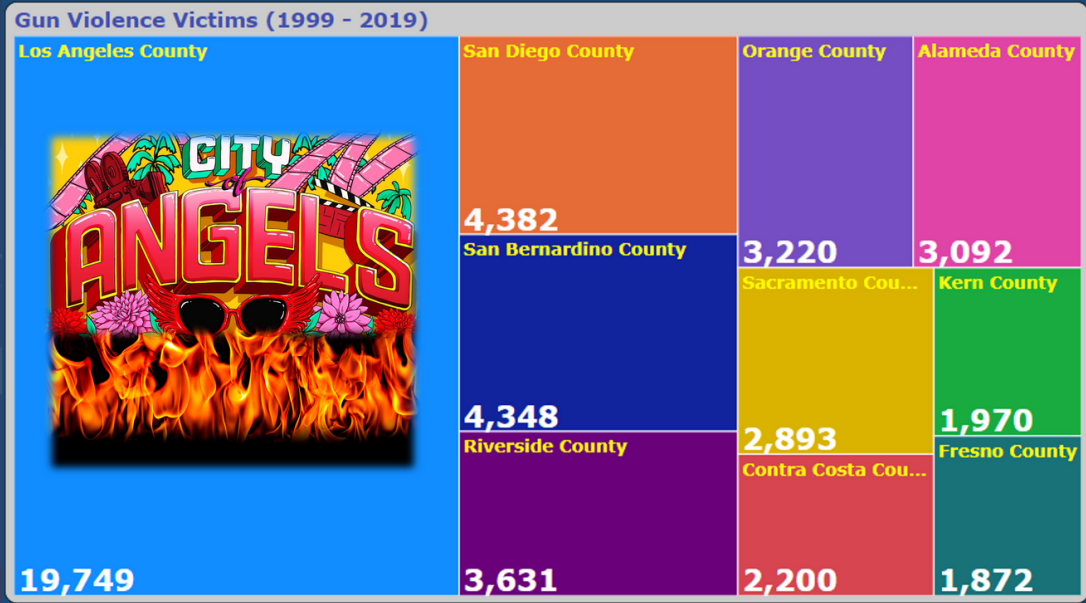 Gun Violence Victims (1999 - 2019)
Los Angeles County
CITY
of
ANGELS
19,749
San Diego County
4,382
San Bernardino County
4,348
Riverside County
3,631
Orange County
3,220
Alameda County
3,092
Sacramento Cou...
2,893
Kern County
1,970
Contra Costa Cou...
2,200
Fresno County
1,872